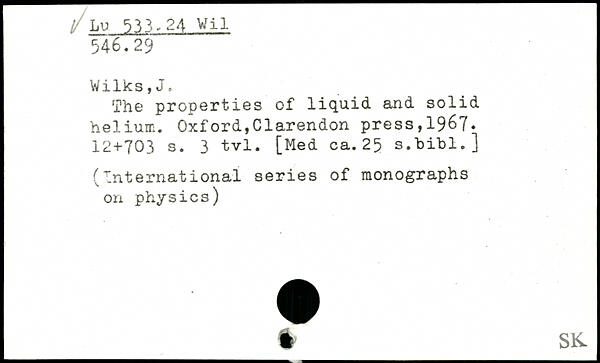 ✓ Lu 533.24 Wil
546.29
Wilks,J.
The properties of liquid and solid
helium. Oxford,Clarendon press,1967.
12+703 s. 3 tvl. [Med ca.25 s.bibl.]
(International series of monographs
on physics)
SK